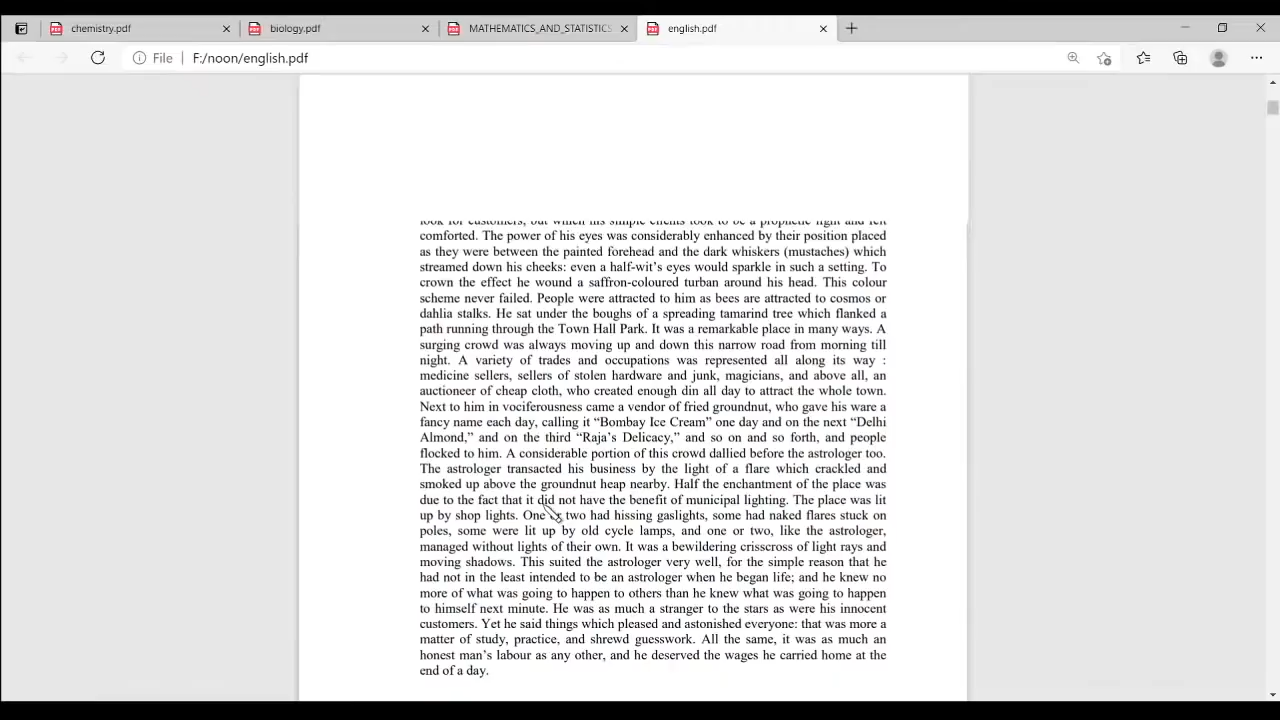 chemistry.pdf
biology.pdf
MATHEMATICS_AND_STATISTICS
english.pdf
File
F:/noon/english.pdf
look for customers, but which his simple clients took to be a prophetic light and felt
comforted. The power of his eyes was considerably enhanced by their position placed
as they were between the painted forehead and the dark whiskers (mustaches) which
streamed down his cheeks: even a half-wit’s eyes would sparkle in such a setting. To
crown the effect he wound a saffron-coloured turban around his head. This colour
scheme never failed. People were attracted to him as bees are attracted to cosmos or
dahlia stalks. He sat under the boughs of a spreading tamarind tree which flanked a
path running through the Town Hall Park. It was a remarkable place in many ways. A
surging crowd was always moving up and down this narrow road from morning till
night. A variety of trades and occupations was represented all along its way :
medicine sellers, sellers of stolen hardware and junk, magicians, and above all, an
auctioneer of cheap cloth, who created enough din all day to attract the whole town.
Next to him in vociferousness came a vendor of fried groundnut, who gave his ware a
fancy name each day, calling it “Bombay Ice Cream” one day and on the next “Delhi
Almond,” and on the third “Raja’s Delicacy,” and so on and so forth, and people
flocked to him. A considerable portion of this crowd dallied before the astrologer too.
The astrologer transacted his business by the light of a flare which crackled and
smoked up above the groundnut heap nearby. Half the enchantment of the place was
due to the fact that it did not have the benefit of municipal lighting. The place was lit
up by shop lights. One or two had hissing gaslights, some had naked flares stuck on
poles, some were lit up by old cycle lamps, and one or two, like the astrologer,
managed without lights of their own. It was a bewildering crisscross of light rays and
moving shadows. This suited the astrologer very well, for the simple reason that he
had not in the least intended to be an astrologer when he began life; and he knew no
more of what was going to happen to others than he knew what was going to happen
to himself next minute. He was as much a stranger to the stars as were his innocent
customers. Yet he said things which pleased and astonished everyone: that was more a
matter of study, practice, and shrewd guesswork. All the same, it was as much an
honest man’s labour as any other, and he deserved the wages he carried home at the
end of a day.